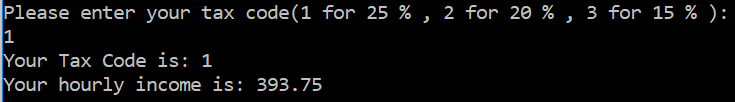 Please enter your tax code(1 for 25 % , 2 for 20 % , 3 for 15 % ):
1
Your Tax Code is: 1
Your hourly income is: 393.75